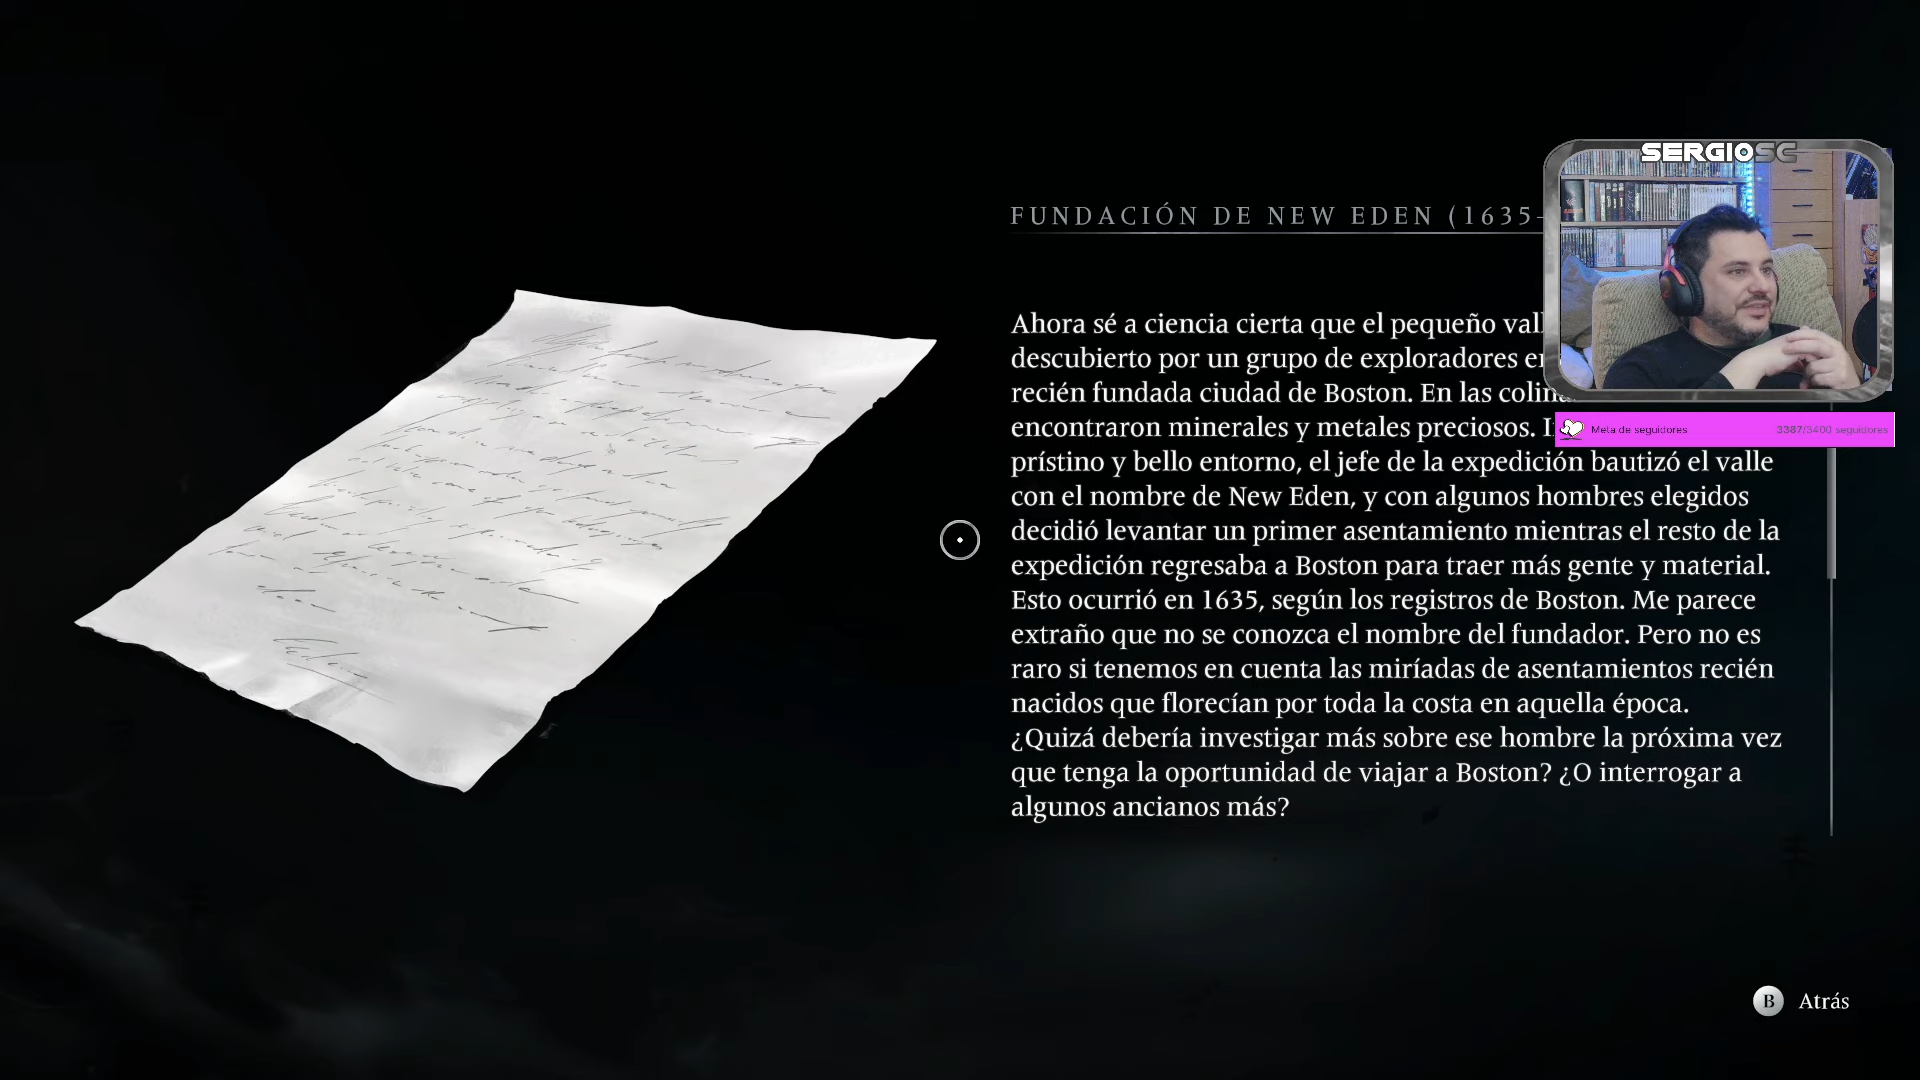 SERGIOSC
FUNDACIÓN DE NEW EDEN (1635-
Ahora sé a ciencia cierta que el pequeño
descubierto por un grupo de exploradores
recién fundada ciudad de Boston. En las
encontraron minerales y metales preciosos.
Meta de seguidores 3387/3400 seguidores
prístino y bello entorno, el jefe de la expedición bautizó el valle
con el nombre de New Eden, y con algunos hombres elegidos
decidió levantar un primer asentamiento mientras el resto de la
expedición regresaba a Boston para traer más gente y material.
Esto ocurrió en 1635, según los registros de Boston. Me parece
extraño que no se conozca el nombre del fundador. Pero no es
raro si tenemos en cuenta las miríadas de asentamientos recién
nacidos que florecían por toda la costa en aquella época.
¿Quizá debería investigar más sobre ese hombre la próxima vez
que tenga la oportunidad de viajar a Boston? ¿O interrogar a
algunos ancianos más?
B Atrás